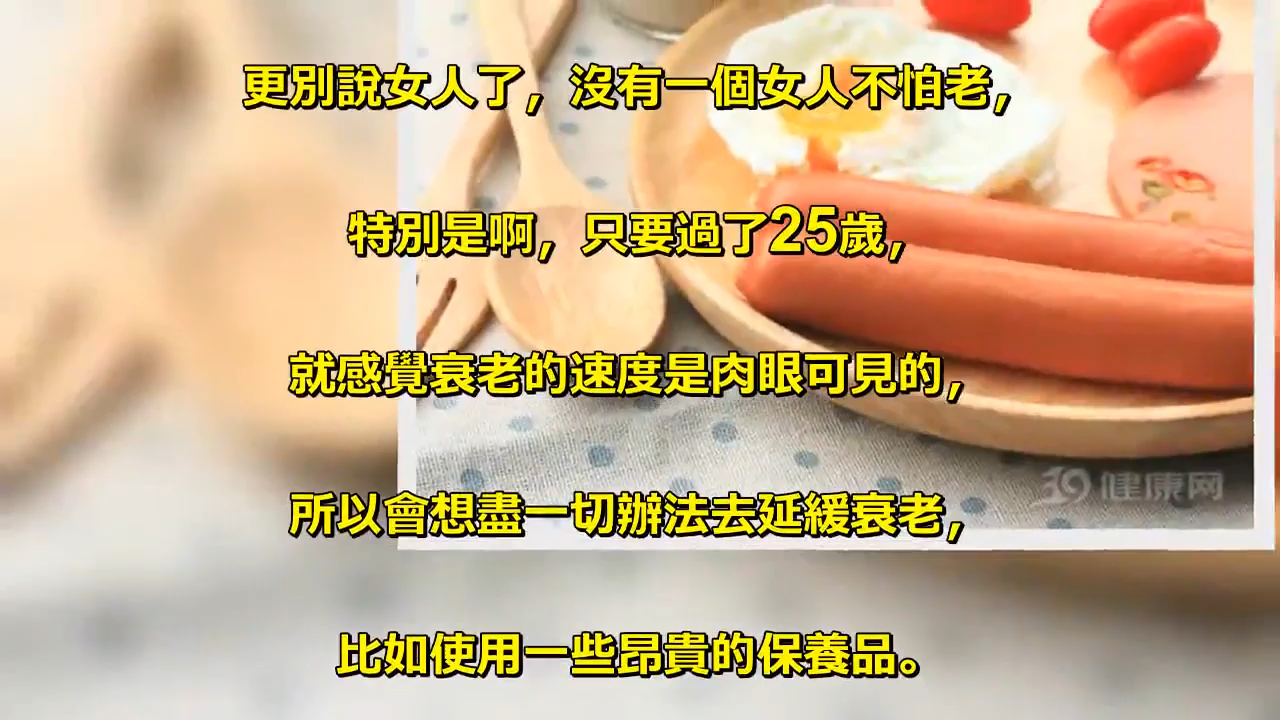 更別說女人了，沒有一個女人不怕老，
特別是啊，只要過了25歲，
就感覺衰老的速度是肉眼可見的，
所以會想盡一切辦法去延緩衰老，
39健康网
比如使用一些昂貴的保養品。